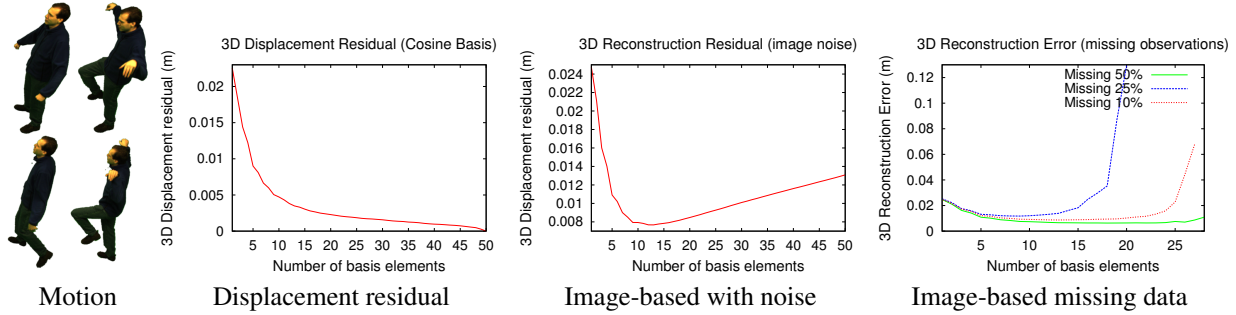 3D Displacement Residual (Cosine Basis)
3D Displacement residual (m)
0.02
0.015
0.01
0.005
0
5 10 15 20 25 30 35 40 45 50
Number of basis elements
3D Reconstruction Residual (image noise)
3D Displacement residual (m)
0.024
0.022
0.02
0.018
0.016
0.014
0.012
0.01
0.008
5 10 15 20 25 30 35 40 45 50
Number of basis elements
3D Reconstruction Error (missing observations)
3D Reconstruction Error (m)
Missing 50%
Missing 25%
Missing 10%
0.12
0.1
0.08
0.06
0.04
0.02
0
5 10 15 20 25
Number of basis elements
Motion
Displacement residual
Image-based with noise
Image-based missing data